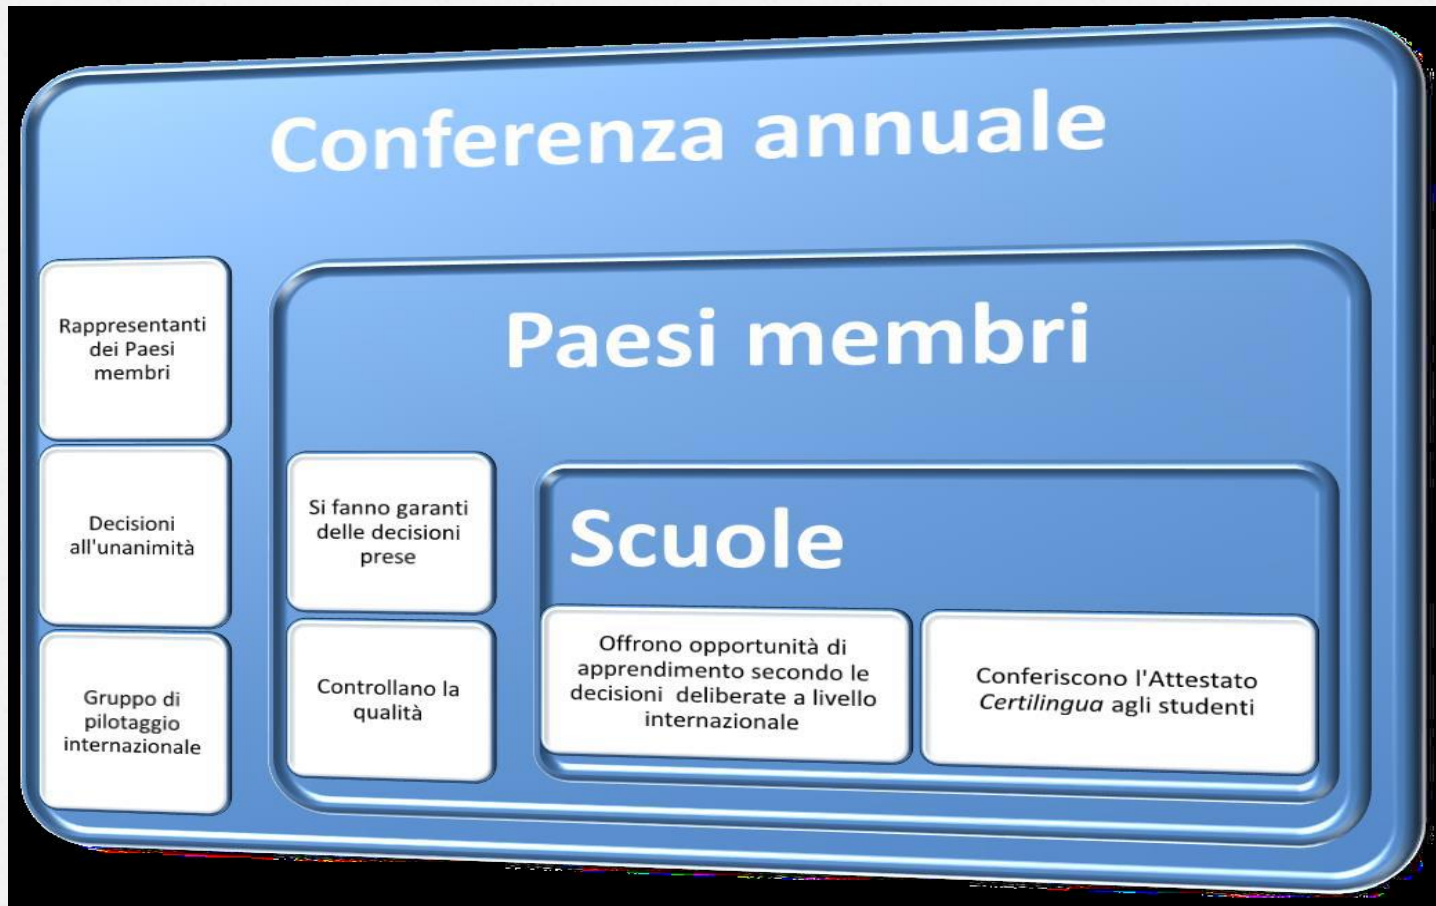 Conferenza annuale
Rappresentanti
dei Paesi
membri
Decisioni
all'unanimità
Gruppo di
pilotaggio
internazionale
Paesi membri
Si fanno garanti
delle decisioni
prese
Controllano la
qualità
Scuole
Offrono opportunità di
apprendimento secondo le
decisioni deliberate a livello
internazionale
Conferiscono l'Attestato
Certilingua agli studenti